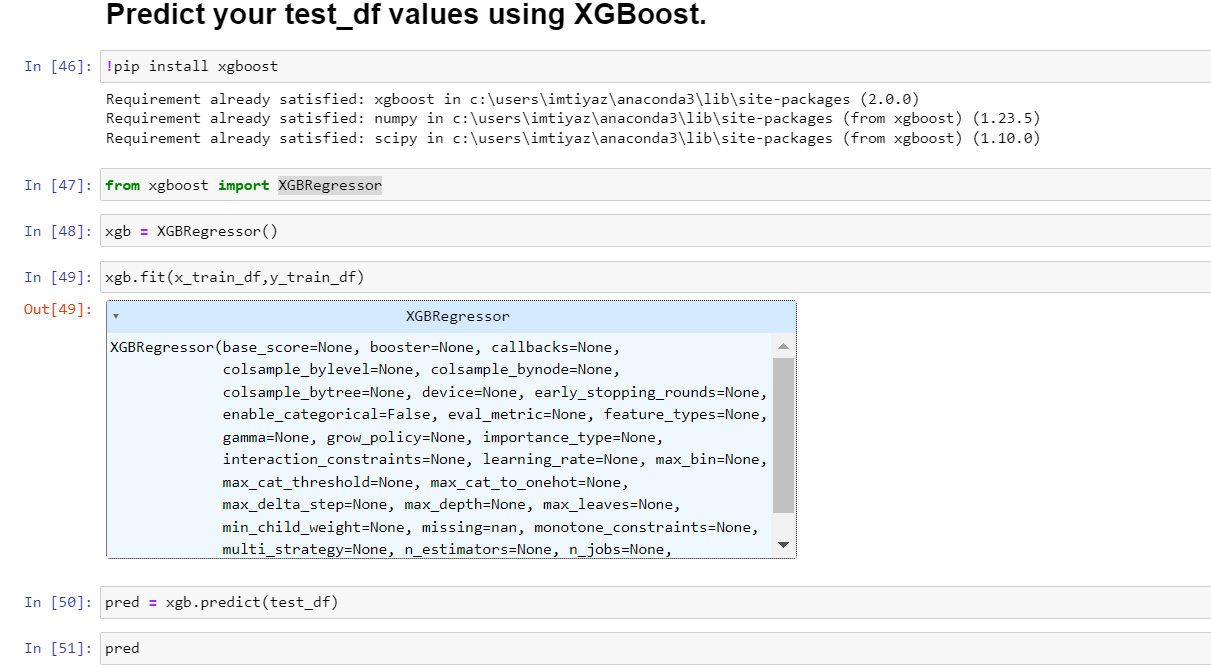 Predict your test_df values using XGBoost.
In [46]: !pip install xgboost
Requirement already satisfied: xgboost in c:\users\imtiyaz\anaconda3\lib\site-packages (2.0.0)
Requirement already satisfied: numpy in c:\users\imtiyaz\anaconda3\lib\site-packages (from xgboost) (1.23.5)
Requirement already satisfied: scipy in c:\users\imtiyaz\anaconda3\lib\site-packages (from xgboost) (1.10.0)
In [47]: from xgboost import XGBRegressor
In [48]: xgb = XGBRegressor()
In [49]: xgb.fit(x_train_df,y_train_df)
Out[49]:
XGBRegressor
XGBRegressor(base_score=None, booster=None, callbacks=None,
colsample_bylevel=None, colsample_bynode=None,
colsample_bytree=None, device=None, early_stopping_rounds=None,
enable_categorical=False, eval_metric=None, feature_types=None,
gamma=None, grow_policy=None, importance_type=None,
interaction_constraints=None, learning_rate=None, max_bin=None,
max_cat_threshold=None, max_cat_to_onehot=None,
max_delta_step=None, max_depth=None, max_leaves=None,
min_child_weight=None, missing=nan, monotone_constraints=None,
multi_strategy=None, n_estimators=None, n_jobs=None,
In [50]: pred = xgb.predict(test_df)
In [51]: pred